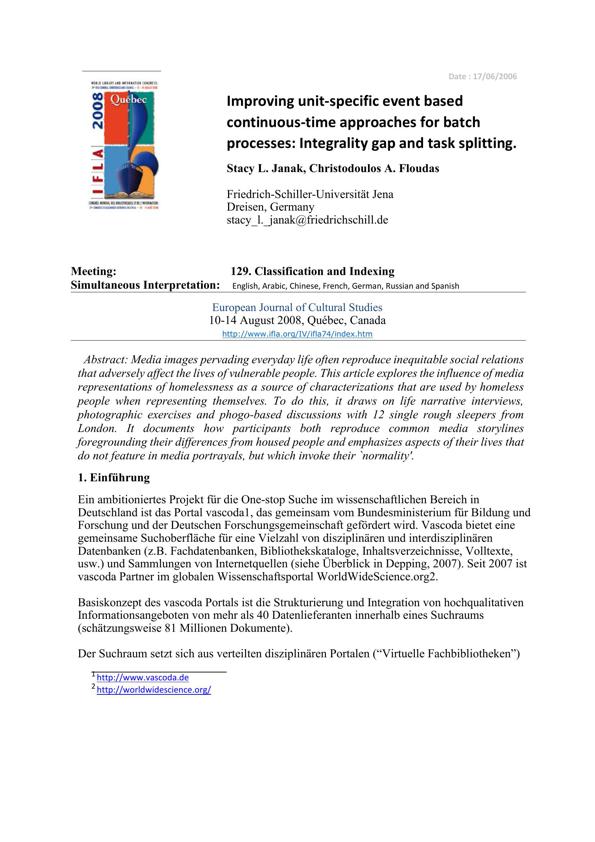 Date : 17/06/2006
WORLD LIBRARY AND INFORMATION CONGRESS:
2008
Québec
IFLA
Improving unit-specific event based
continuous-time approaches for batch
processes: Integrality gap and task splitting.
Stacy L. Janak, Christodoulos A. Floudas
Friedrich-Schiller-Universität Jena
Dreisen, Germany
stacy_l._janak@friedrichschill.de
Meeting: 129. Classification and Indexing
Simultaneous Interpretation: English, Arabic, Chinese, French, German, Russian and Spanish
European Journal of Cultural Studies
10-14 August 2008, Québec, Canada
http://www.ifla.org/IV/ifla74/index.htm
Abstract: Media images pervading everyday life often reproduce inequitable social relations
that adversely affect the lives of vulnerable people. This article explores the influence of media
representations of homelessness as a source of characterizations that are used by homeless
people when representing themselves. To do this, it draws on life narrative interviews,
photographic exercises and phogo-based discussions with 12 single rough sleepers from
London. It documents how participants both reproduce common media storylines
foregrounding their differences from housed people and emphasizes aspects of their lives that
do not feature in media portrayals, but which invoke their `normality'.
1. Einführung
Ein ambitioniertes Projekt für die One-stop Suche im wissenschaftlichen Bereich in
Deutschland ist das Portal vascoda1, das gemeinsam vom Bundesministerium für Bildung und
Forschung und der Deutschen Forschungsgemeinschaft gefördert wird. Vascoda bietet eine
gemeinsame Suchoberfläche für eine Vielzahl von disziplinären und interdisziplinären
Datenbanken (z.B. Fachdatenbanken, Bibliothekskataloge, Inhaltsverzeichnisse, Volltexte,
usw.) und Sammlungen von Internetquellen (siehe Überblick in Depping, 2007). Seit 2007 ist
vascoda Partner im globalen Wissenschaftsportal WorldWideScience.org2.
Basiskonzept des vascoda Portals ist die Strukturierung und Integration von hochqualitativen
Informationsangeboten von mehr als 40 Datenlieferanten innerhalb eines Suchraums
(schätzungsweise 81 Millionen Dokumente).
Der Suchraum setzt sich aus verteilten disziplinären Portalen (“Virtuelle Fachbibliotheken”)
1 http://www.vascoda.de
2 http://worldwidescience.org/